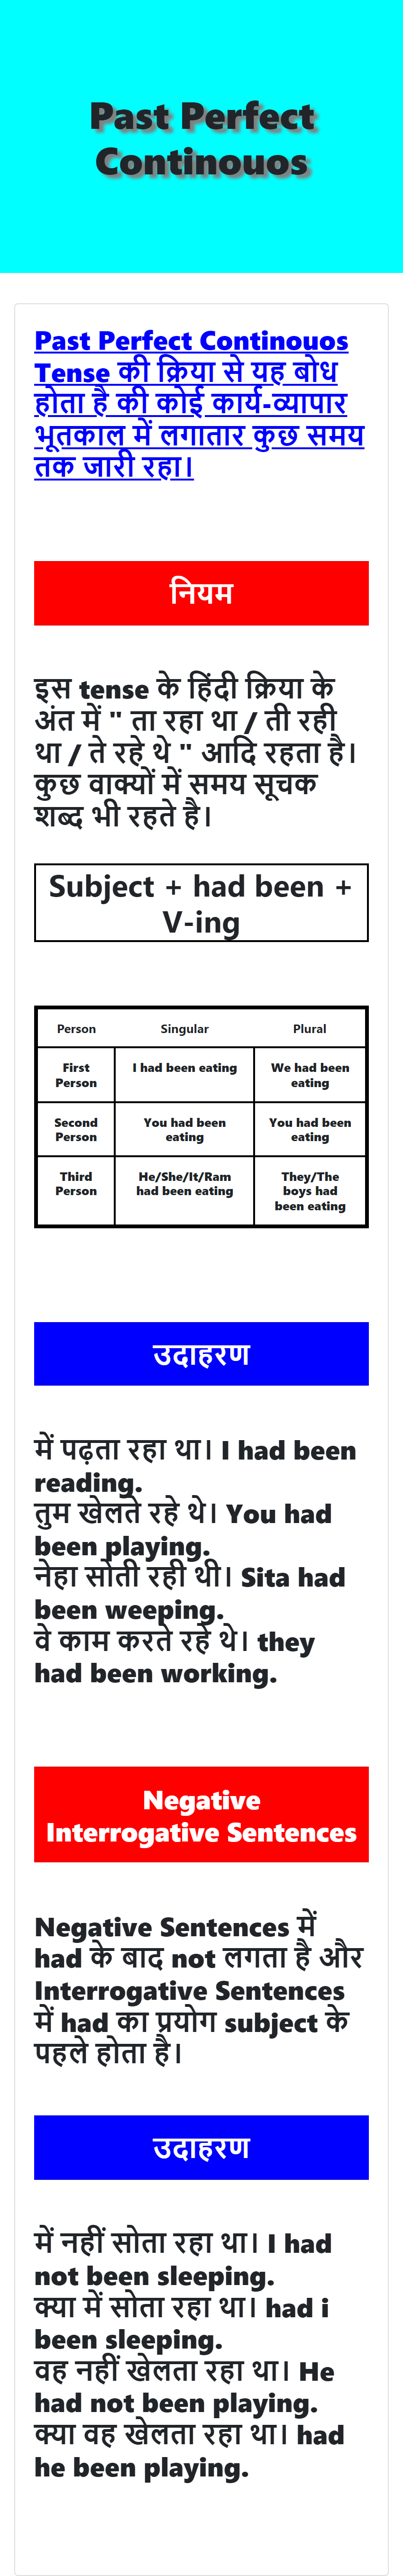 Past Perfect
Continouos
Past Perfect Continouos
Tense की क्रिया से यह बोध
होता है की कोई कार्य-व्यापार
भूतकाल में लगातार कुछ समय
तक जारी रहा।
नियम
इस tense के हिंदी क्रिया के
अंत में " ता रहा था / ती रही
था / ते रहे थे " आदि रहता है।
कुछ वाक्यों में समय सूचक
शब्द भी रहते है।
Subject + had been +
V-ing
Person Singular Plural
First I had been eating We had been
Person eating
Second You had been You had been
Person eating eating
Third He/She/It/Ram They/The
Person had been eating boys had
been eating
उदाहरण
में पढ़ता रहा था। I had been
reading.
तुम खेलते रहे थे। You had
been playing.
नेहा सोती रही थी। Sita had
been weeping.
वे काम करते रहे थे। they
had been working.
Negative
Interrogative Sentences
Negative Sentences में
had के बाद not लगता है और
Interrogative Sentences
में had का प्रयोग subject के
पहले होता है।
उदाहरण
में नहीं सोता रहा था। I had
not been sleeping.
क्या में सोता रहा था। had i
been sleeping.
वह नहीं खेलता रहा था। He
had not been playing.
क्या वह खेलता रहा था। had
he been playing.